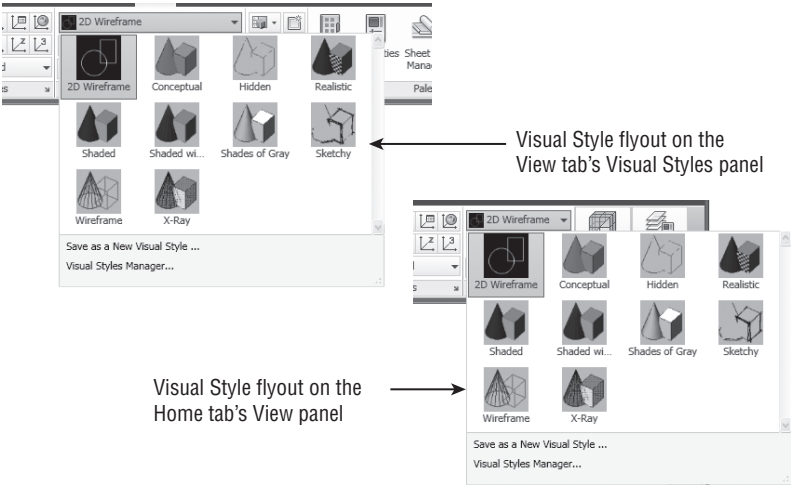 2D Wireframe
ties Sheet
Mana
Pale
2D Wireframe Conceptual Hidden Realistic
Shaded Shaded wi... Shades of Gray Sketchy
Wireframe X-Ray
Save as a New Visual Style ...
Visual Styles Manager...
Visual Style flyout on the
View tab's Visual Styles panel
2D Wireframe
2D Wireframe Conceptual Hidden Realistic
Shaded Shaded wi... Shades of Gray Sketchy
Wireframe X-Ray
Save as a New Visual Style ...
Visual Styles Manager...
Visual Style flyout on the
Home tab's View panel